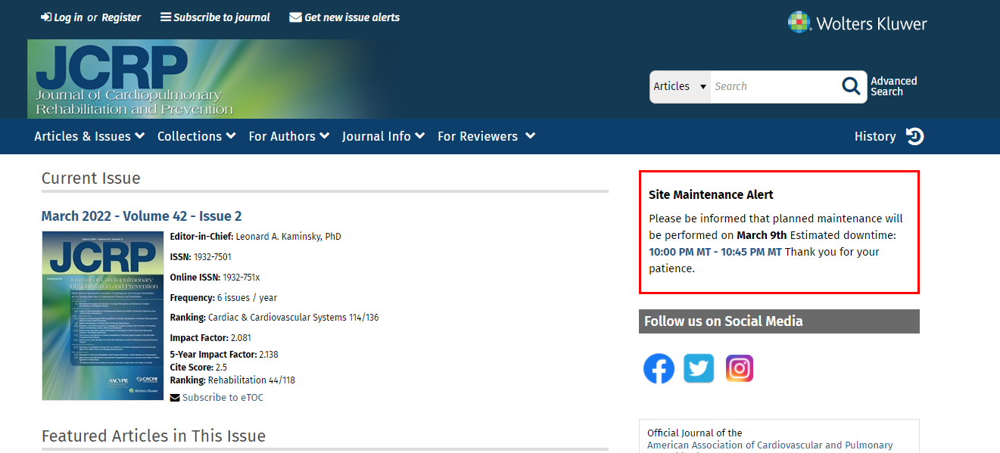 Log in or Register Subscribe to journal Get new issue alerts
Wolters Kluwer
JCRP
Journal of Cardiopulmonary
Rehabilitation and Prevention
Articles Search Advanced Search
Articles & Issues Collections For Authors Journal Info For Reviewers History
Current Issue
March 2022 - Volume 42 - Issue 2
JCRP
Journal of Cardiopulmonary
Rehabilitation and Prevention
AACVPR CACPR
Wolters Kluwer
Editor-in-Chief: Leonard A. Kaminsky, PhD
ISSN: 1932-7501
Online ISSN: 1932-751x
Frequency: 6 issues / year
Ranking: Cardiac & Cardiovascular Systems 114/136
Impact Factor: 2.081
5-Year Impact Factor: 2.138
Cite Score: 2.5
Ranking: Rehabilitation 44/118
Subscribe to eTOC
Featured Articles in This Issue
Site Maintenance Alert
Please be informed that planned maintenance will
be performed on March 9th Estimated downtime:
10:00 PM MT - 10:45 PM MT Thank you for your
patience.
Follow us on Social Media
Official Journal of the
American Association of Cardiovascular and Pulmonary